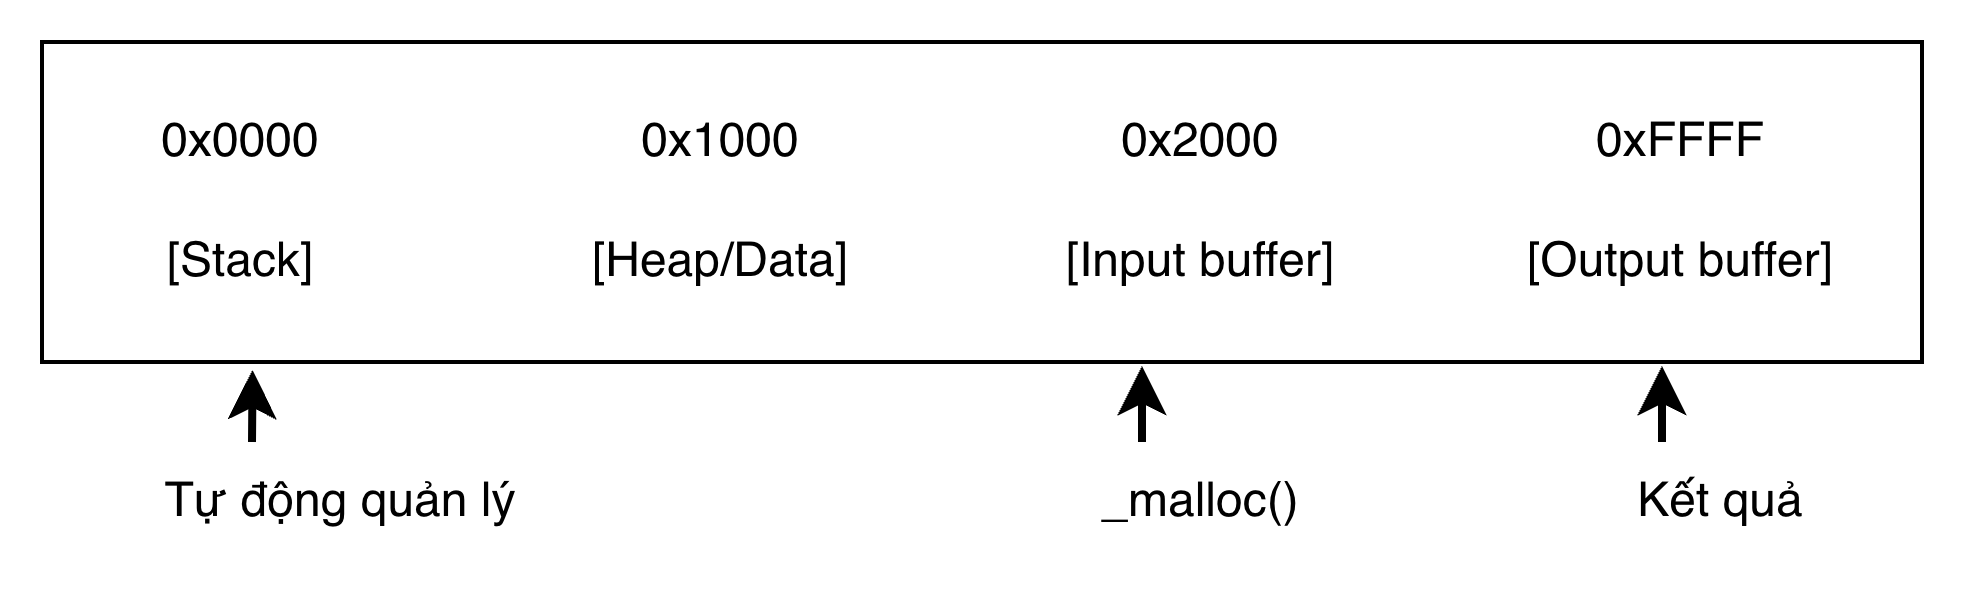 0x0000 0x1000 0x2000 0xFFFF
[Stack] [Heap/Data] [Input buffer] [Output buffer]
Tự động quản lý _malloc() Kết quả